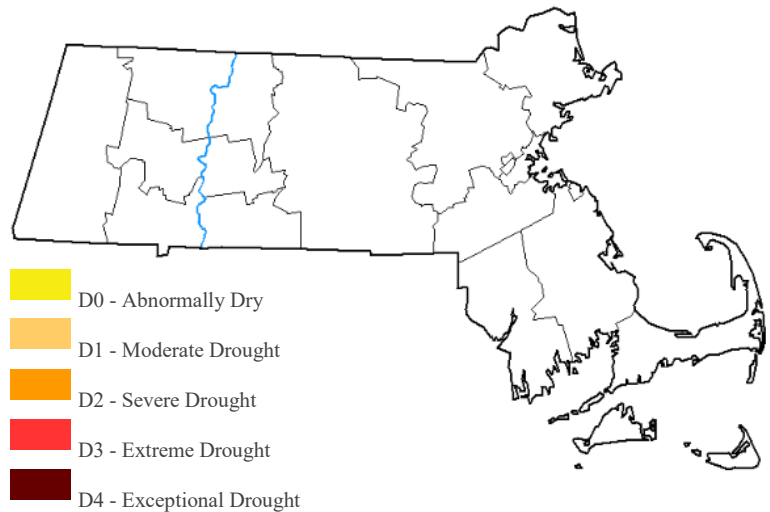 D0 - Abnormally Dry
D1 - Moderate Drought
D2 - Severe Drought
D3 - Extreme Drought
D4 - Exceptional Drought